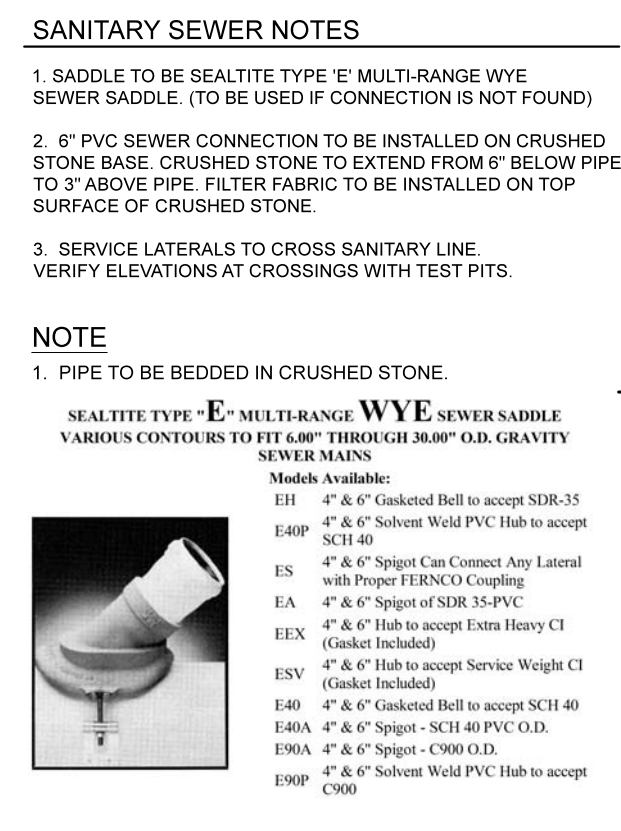 SANITARY SEWER NOTES
1. SADDLE TO BE SEALTITE TYPE 'E' MULTI-RANGE WYE
SEWER SADDLE. (TO BE USED IF CONNECTION IS NOT FOUND)
2. 6" PVC SEWER CONNECTION TO BE INSTALLED ON CRUSHED
STONE BASE. CRUSHED STONE TO EXTEND FROM 6" BELOW PIPE
TO 3" ABOVE PIPE. FILTER FABRIC TO BE INSTALLED ON TOP
SURFACE OF CRUSHED STONE.
3. SERVICE LATERALS TO CROSS SANITARY LINE.
VERIFY ELEVATIONS AT CROSSINGS WITH TEST PITS.
NOTE
1. PIPE TO BE BEDDED IN CRUSHED STONE.
SEALTITE TYPE "E" MULTI-RANGE WYE SEWER SADDLE
VARIOUS CONTOURS TO FIT 6.00" THROUGH 30.00" O.D. GRAVITY
SEWER MAINS
Models Available:
EH 4" & 6" Gasketed Bell to accept SDR-35
E40P 4" & 6" Solvent Weld PVC Hub to accept
SCH 40
ES 4" & 6" Spigot Can Connect Any Lateral
with Proper FERNCO Coupling
EA 4" & 6" Spigot of SDR 35-PVC
EEX 4" & 6" Hub to accept Extra Heavy CI
(Gasket Included)
ESV 4" & 6" Hub to accept Service Weight CI
(Gasket Included)
E40 4" & 6" Gasketed Bell to accept SCH 40
E40A 4" & 6" Spigot - SCH 40 PVC O.D.
E90A 4" & 6" Spigot - C900 O.D.
E90P 4" & 6" Solvent Weld PVC Hub to accept
C900